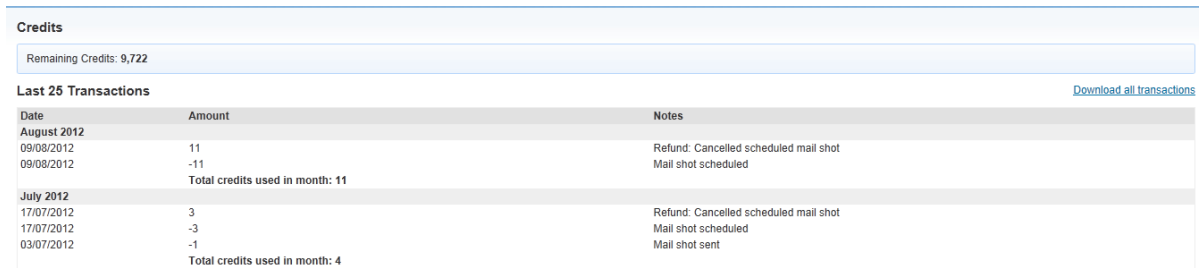 Credits
Remaining Credits: 9,722
Last 25 Transactions Download all transactions
Date Amount Notes
August 2012
09/08/2012 11 Refund: Cancelled scheduled mail shot
09/08/2012 -11 Mail shot scheduled
Total credits used in month: 11
July 2012
17/07/2012 3 Refund: Cancelled scheduled mail shot
17/07/2012 -3 Mail shot scheduled
03/07/2012 -1 Mail shot sent
Total credits used in month: 4